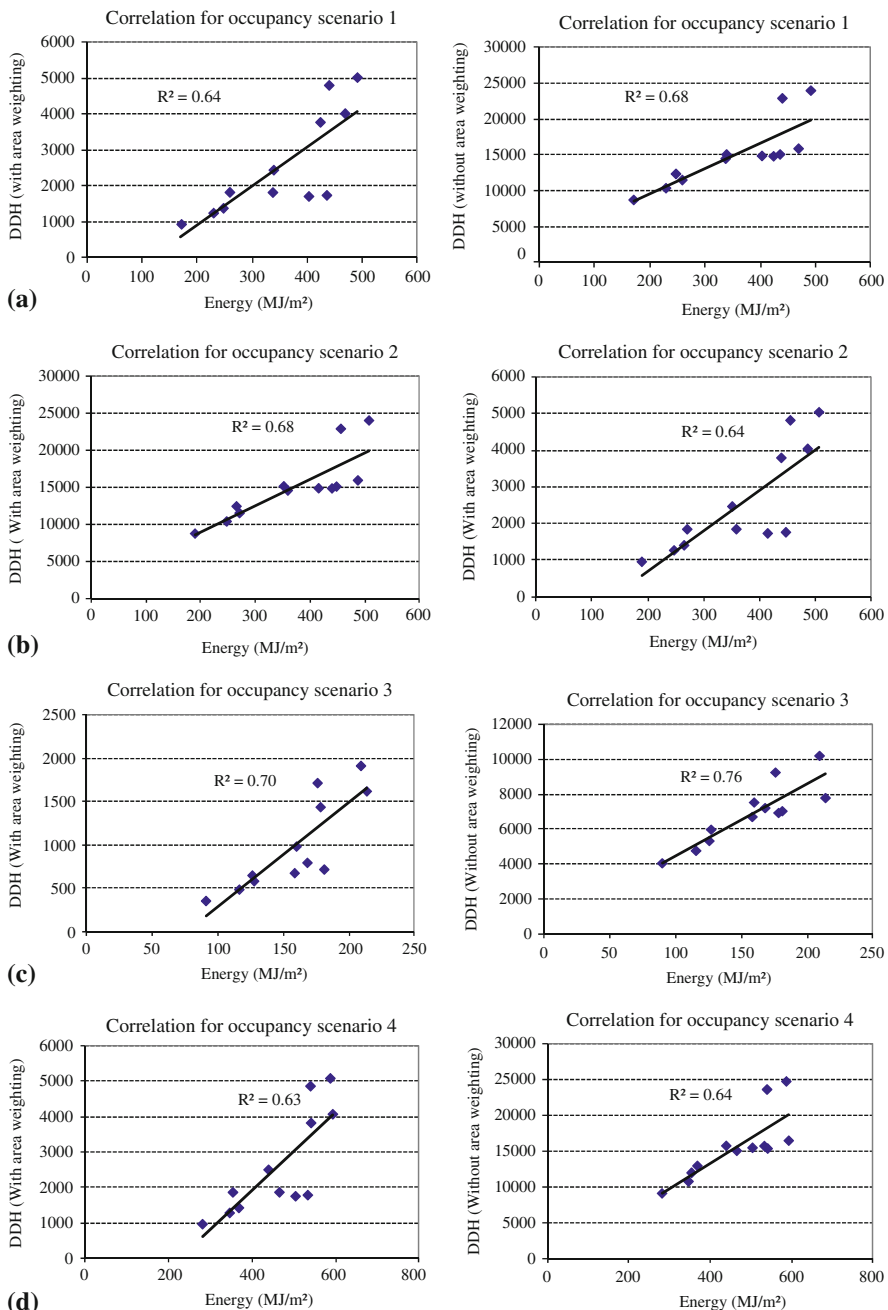 Correlation for occupancy scenario 1
DDH (with area weighting)
6000
5000
4000
3000
2000
1000
0
R² = 0.64
0 100 200 300 400 500 600
Energy (MJ/m²)
(a)
Correlation for occupancy scenario 1
DDH (without area weighting)
30000
25000
20000
15000
10000
5000
0
R² = 0.68
0 100 200 300 400 500 600
Energy (MJ/m²)
Correlation for occupancy scenario 2
DDH ( With area weighting)
30000
25000
20000
15000
10000
5000
0
R² = 0.68
0 100 200 300 400 500 600
Energy (MJ/m²)
(b)
Correlation for occupancy scenario 2
DDH (With area weighting)
6000
5000
4000
3000
2000
1000
0
R² = 0.64
0 100 200 300 400 500 600
Energy (MJ/m²)
Correlation for occupancy scenario 3
DDH (With area weighting)
2500
2000
1500
1000
500
0
R² = 0.70
0 50 100 150 200 250
Energy (MJ/m²)
(c)
Correlation for occupancy scenario 3
DDH (Without area weighting)
12000
10000
8000
6000
4000
2000
0
R² = 0.76
0 50 100 150 200 250
Energy (MJ/m²)
Correlation for occupancy scenario 4
DDH (With area weighting)
6000
5000
4000
3000
2000
1000
0
R² = 0.63
0 200 400 600 800
Energy (MJ/m²)
(d)
Correlation for occupancy scenario 4
DDH (Without area weighting)
30000
25000
20000
15000
10000
5000
0
R² = 0.64
0 200 400 600 800
Energy (MJ/m²)